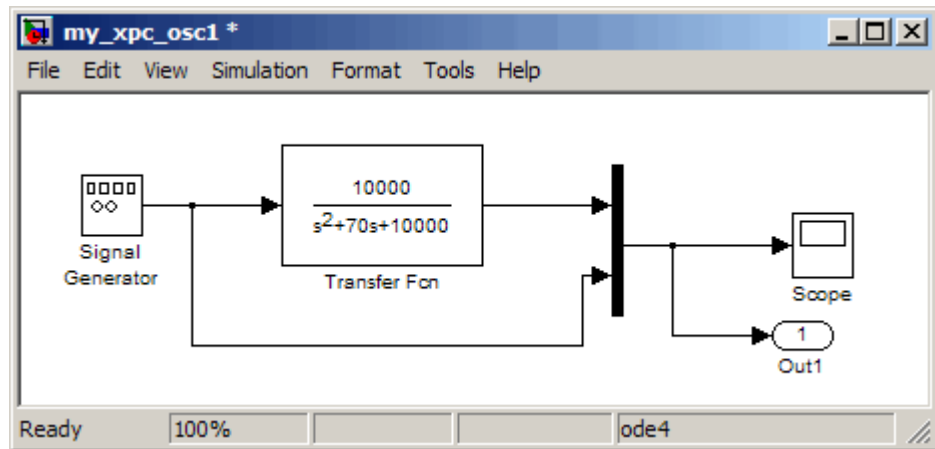 my_xpc_osc1 *
File Edit View Simulation Format Tools Help
10000
s²+70s+10000
Signal
Generator
Transfer Fcn
Scope
1
Out1
Ready 100% ode4